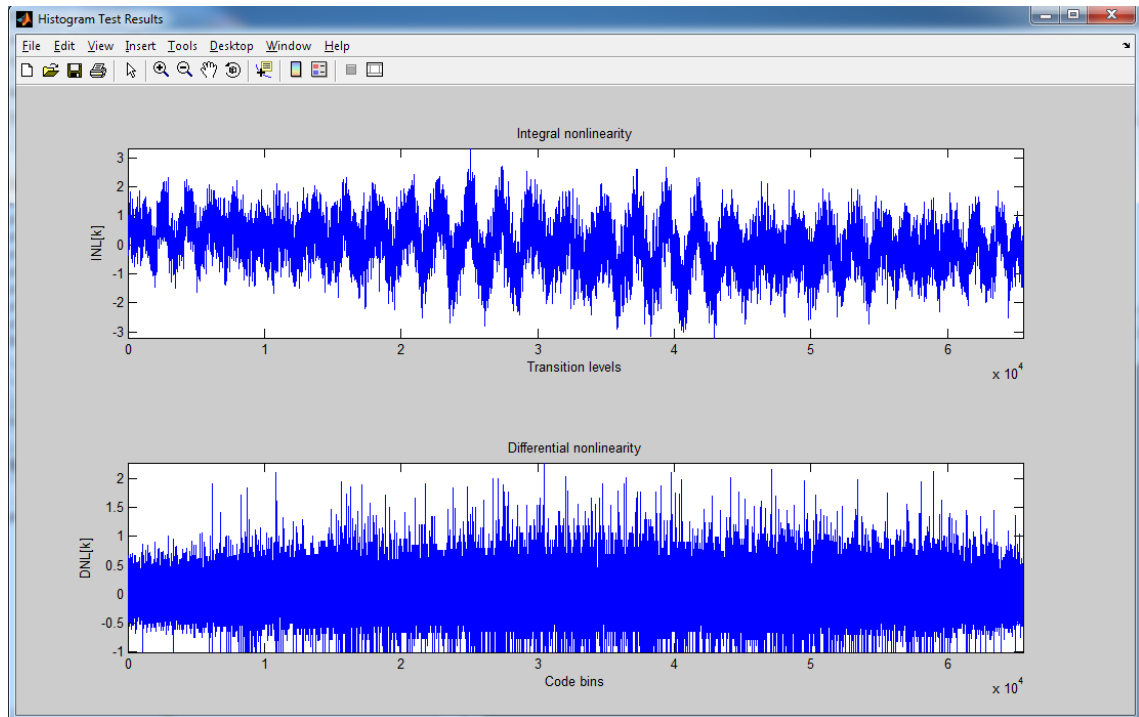 Histogram Test Results
File Edit View Insert Tools Desktop Window Help
Integral nonlinearity
INL[k]
3
2
1
0
-1
-2
-3
0 1 2 3 4 5 6
Transition levels
x 10^4
Differential nonlinearity
DNL[k]
2
1.5
1
0.5
0
-0.5
-1
0 1 2 3 4 5 6
Code bins
x 10^4